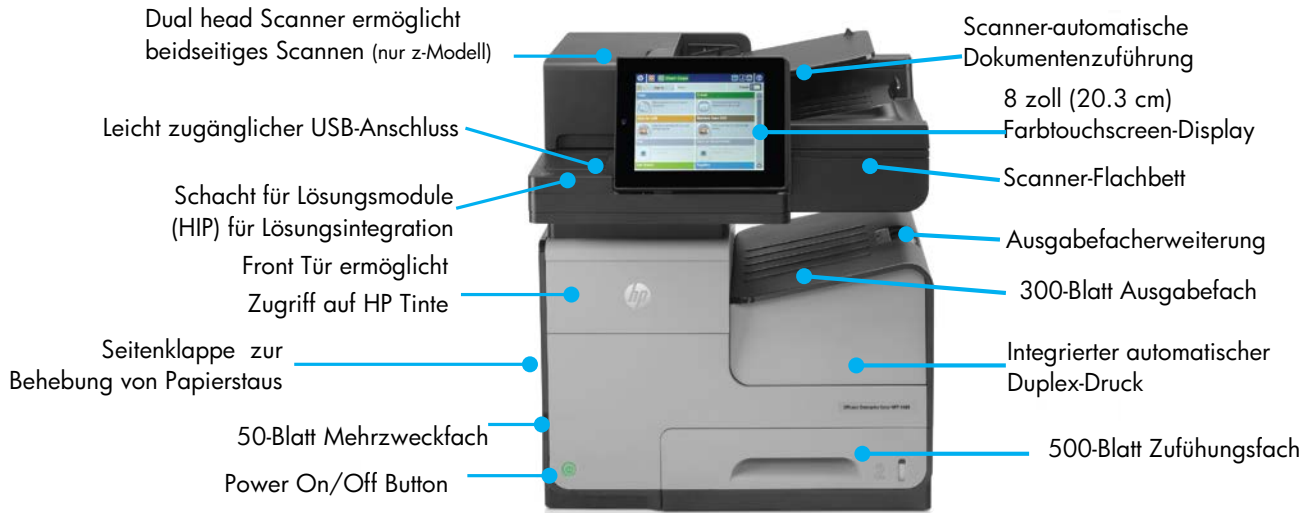 Dual head Scanner ermöglicht
beidseitiges Scannen (nur z-Modell)
Leicht zugänglicher USB-Anschluss
Schacht für Lösungsmodule
(HIP) für Lösungsintegration
Front Tür ermöglicht
Zugriff auf HP Tinte
Seitenklappe zur
Behebung von Papierstaus
50-Blatt Mehrzweckfach
Power On/Off Button
hp
Scanner-automatische
Dokumentenzuführung
8 zoll (20.3 cm)
Farbtouchscreen-Display
Scanner-Flachbett
Ausgabefacherweiterung
300-Blatt Ausgabefach
Integrierter automatischer
Duplex-Druck
500-Blatt Zufühungsfach